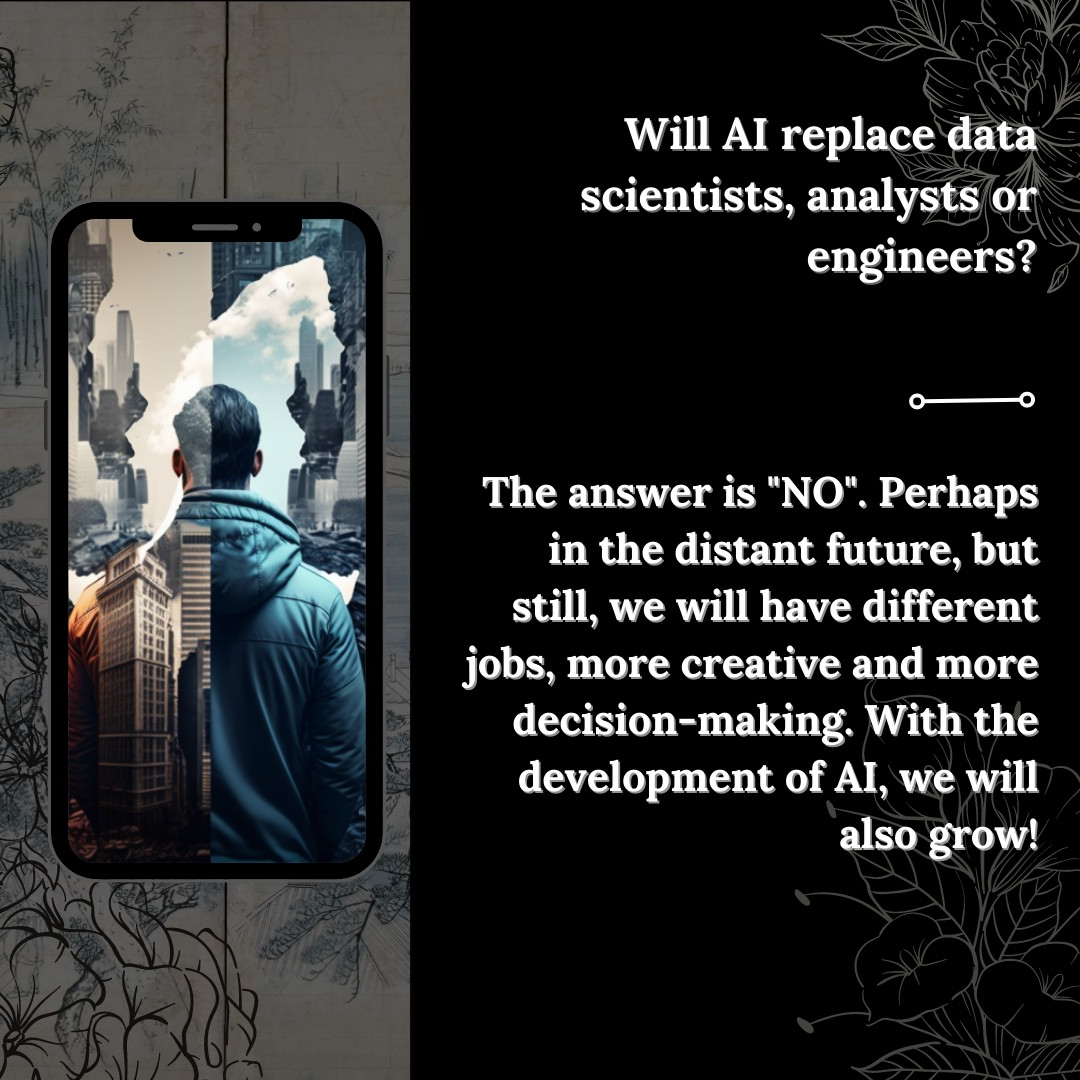 Will AI replace data
scientists, analysts or
engineers?
The answer is "NO". Perhaps
in the distant future, but
still, we will have different
jobs, more creative and more
decision-making. With the
development of AI, we will
also grow!